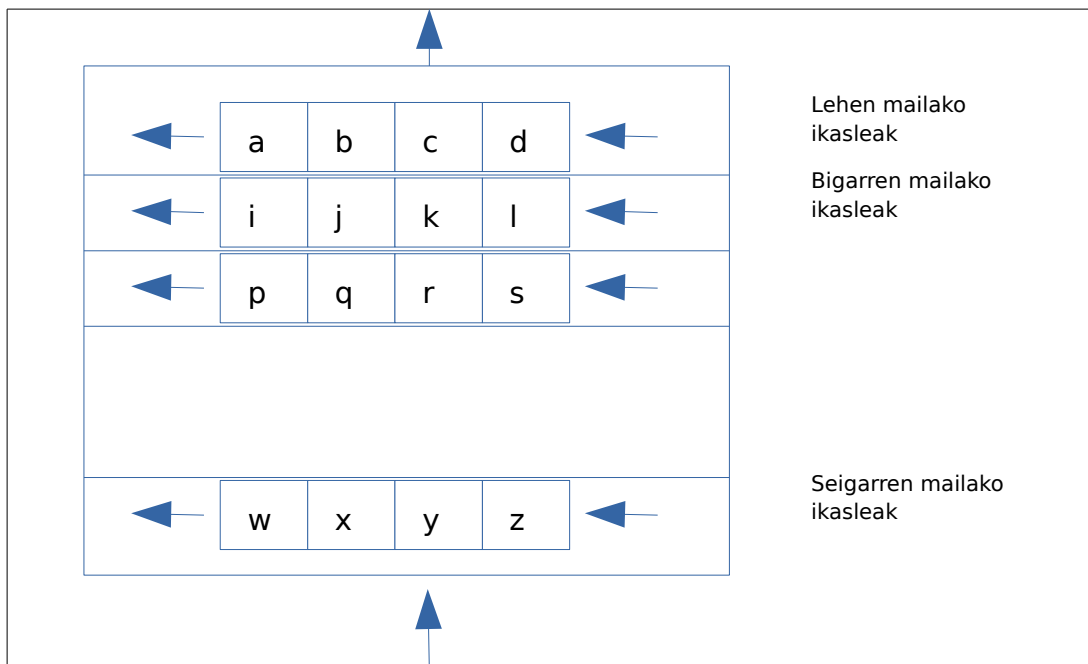 Lehen mailako
ikasleak
a b c d
Bigarren mailako
ikasleak
i j k l
p q r s
Seigarren mailako
ikasleak
w x y z